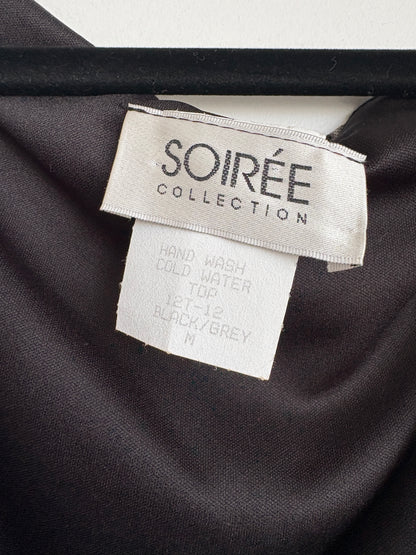 SOIRÉE
COLLECTION
HAND WASH
COLD WATER
TOP
12T-12
BLACK/GREY
M